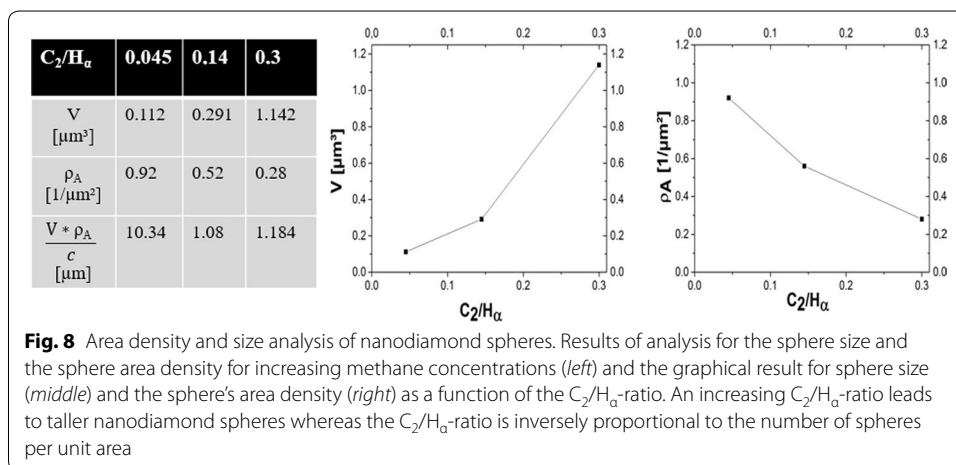 C₂/Hα 0.045 0.14 0.3
V [µm³] 0.112 0.291 1.142
ρA [1/µm²] 0.92 0.52 0.28
V * ρA / c [µm] 10.34 1.08 1.184
0.0 0.1 0.2 0.3
1.2
1.0
0.8
0.6
0.4
0.2
0.0
V [µm³]
1.2
1.0
0.8
0.6
0.4
0.2
0.0
0.0 0.1 0.2 0.3
C₂/Hα
0.0 0.1 0.2 0.3
1.2
1.0
0.8
0.6
0.4
0.2
0.0
ρA [1/µm²]
1.2
1.0
0.8
0.6
0.4
0.2
0.0
0.0 0.1 0.2 0.3
C₂/Hα
Fig. 8 Area density and size analysis of nanodiamond spheres. Results of analysis for the sphere size and
the sphere area density for increasing methane concentrations (left) and the graphical result for sphere size
(middle) and the sphere's area density (right) as a function of the C₂/Hα-ratio. An increasing C₂/Hα-ratio leads
to taller nanodiamond spheres whereas the C₂/Hα-ratio is inversely proportional to the number of spheres
per unit area